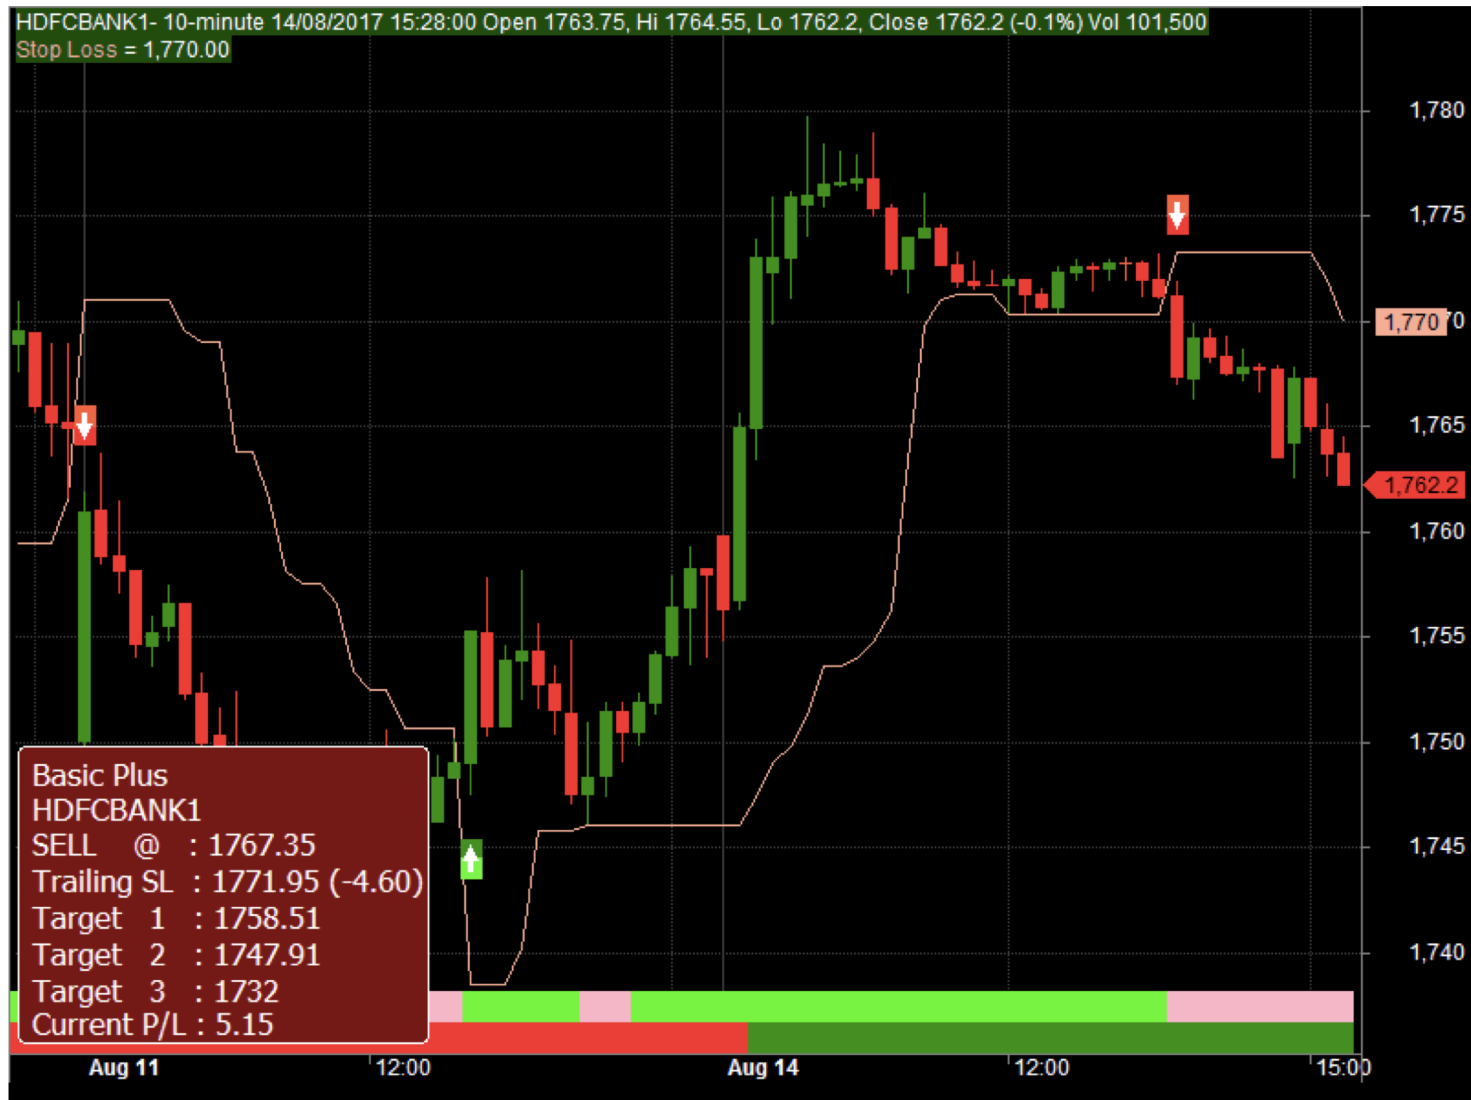 HDFCBANK1- 10-minute 14/08/2017 15:28:00 Open 1763.75, Hi 1764.55, Lo 1762.2, Close 1762.2 (-0.1%) Vol 101,500
Stop Loss = 1,770.00
1,780
1,775
1,770
1,765
1,762.2
1,760
1,755
1,750
1,745
1,740
Basic Plus
HDFCBANK1
SELL @ : 1767.35
Trailing SL : 1771.95 (-4.60)
Target 1 : 1758.51
Target 2 : 1747.91
Target 3 : 1732
Current P/L : 5.15
Aug 11 12:00 Aug 14 12:00 15:00